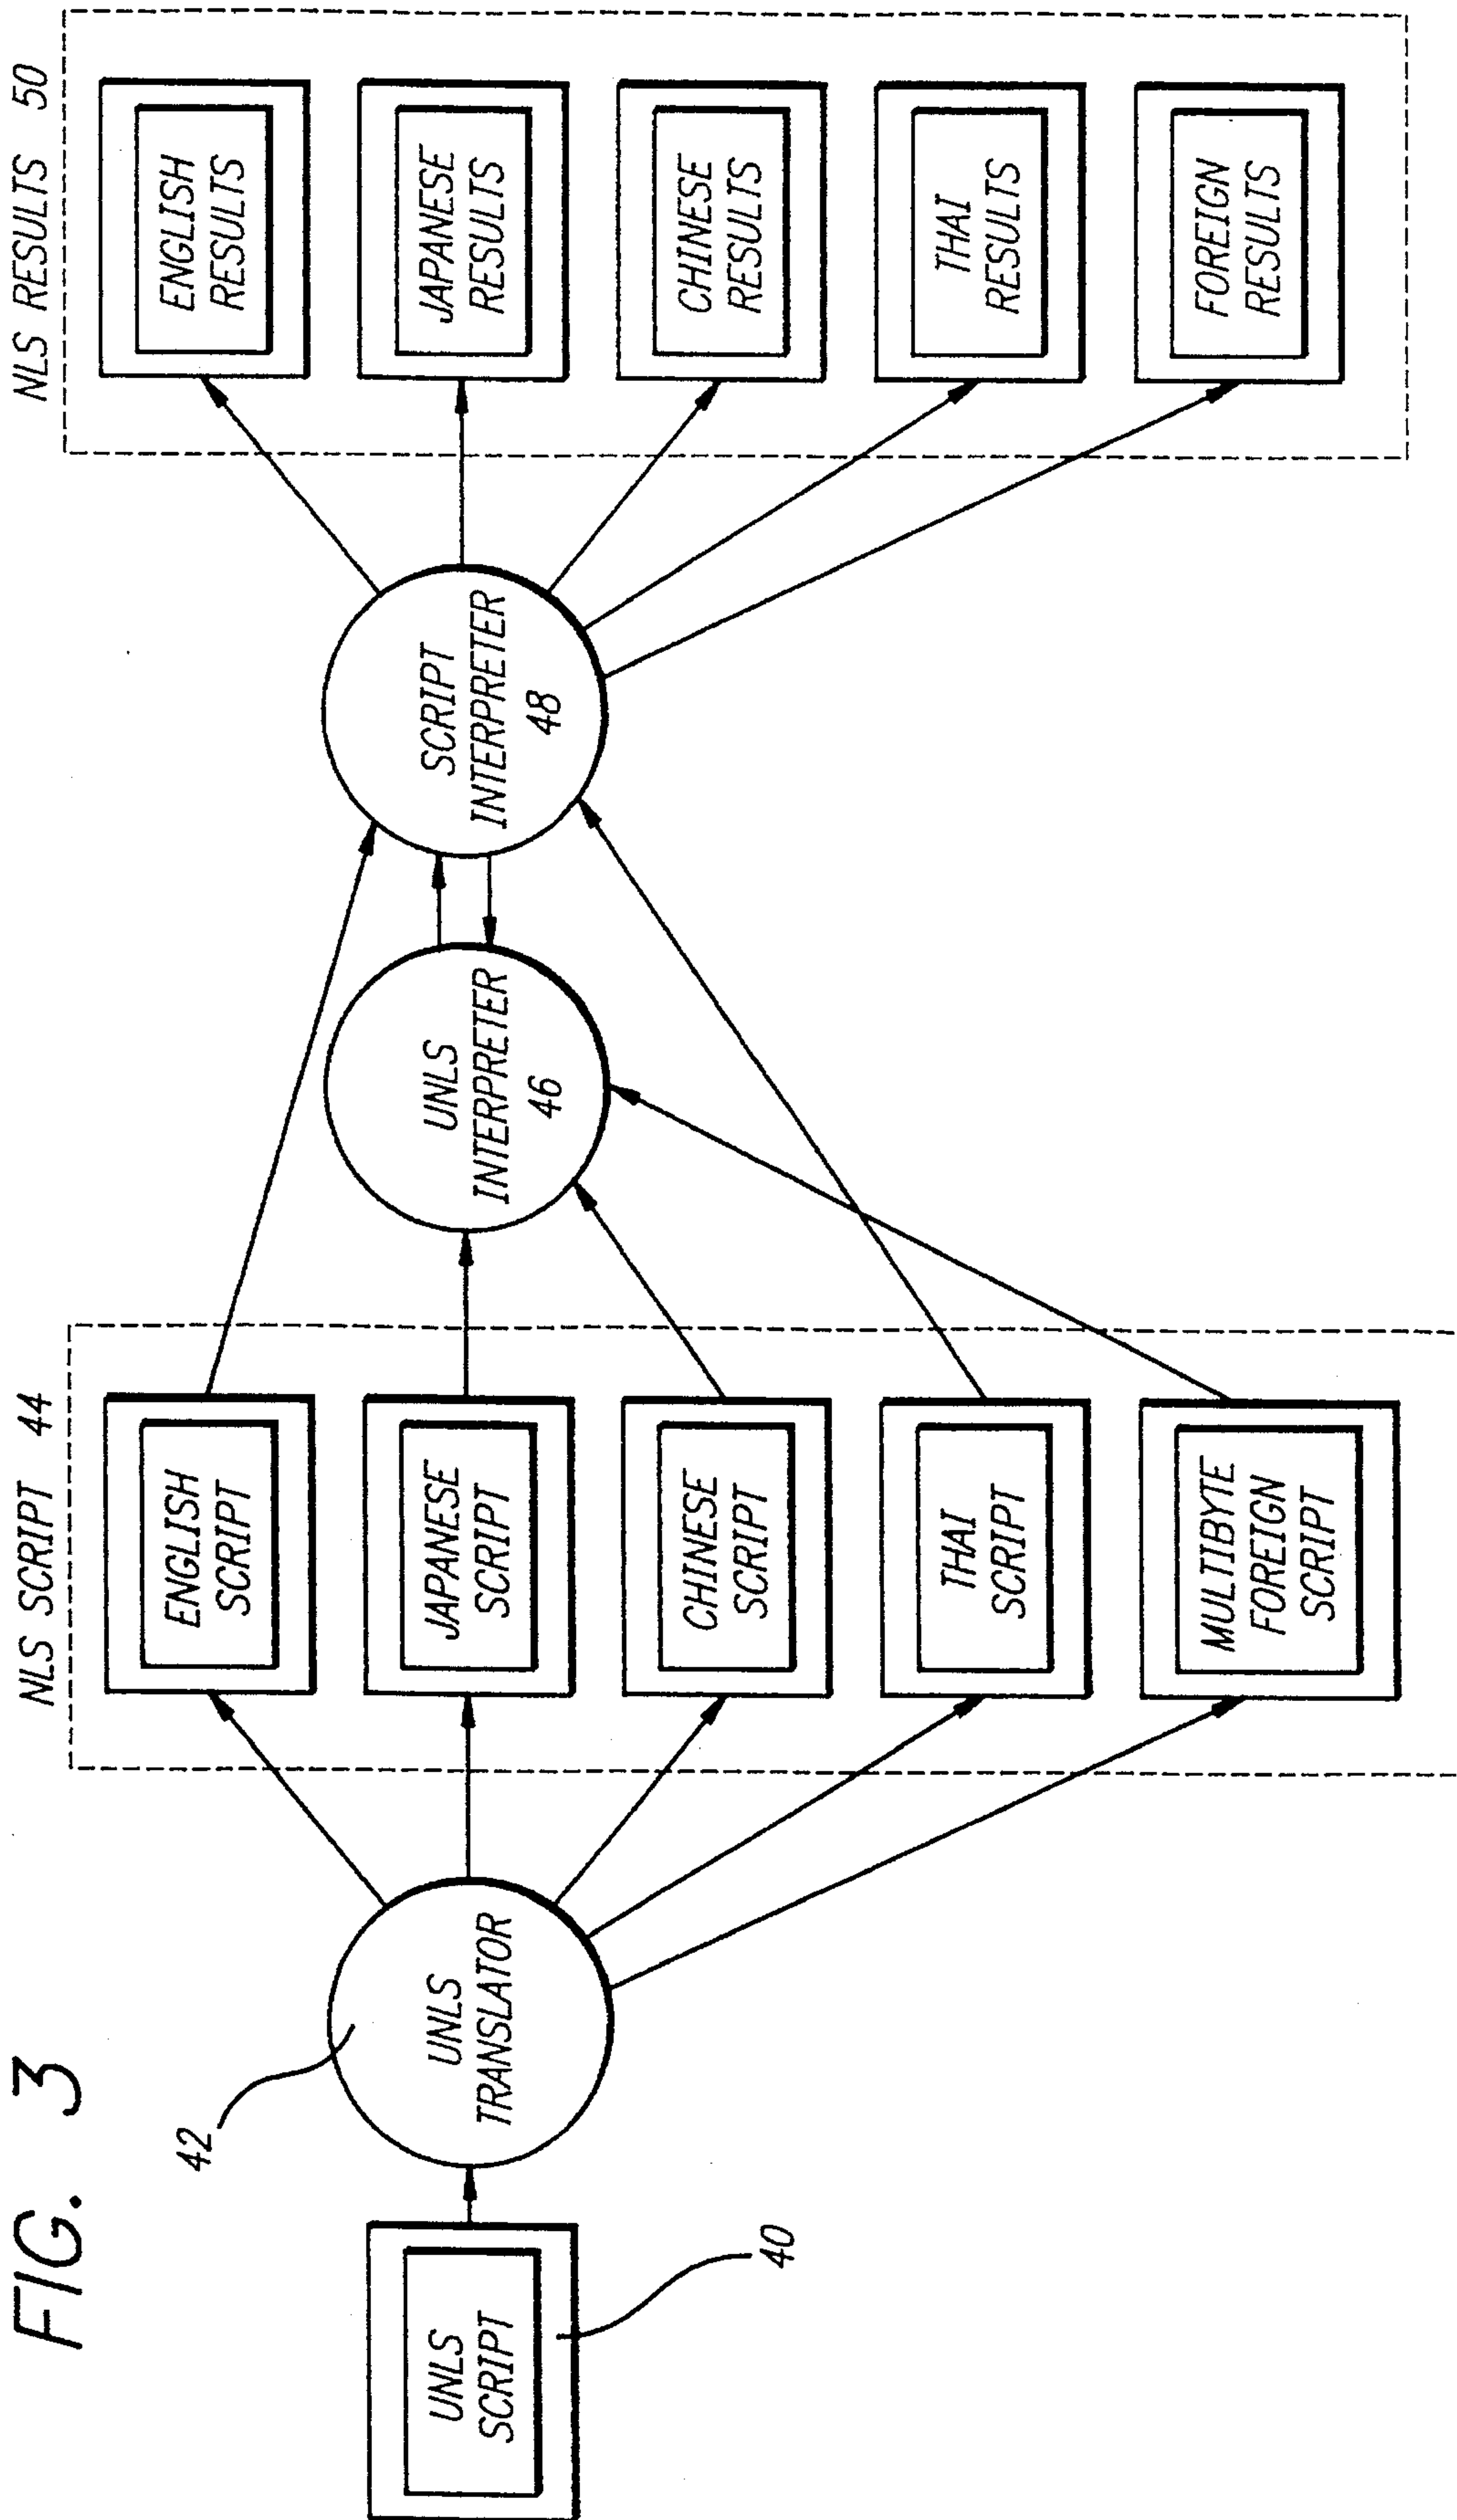 FIG. 3
UNLS
SCRIPT
40
42
UNLS
TRANSLATOR
NLS SCRIPT 44
ENGLISH
SCRIPT
JAPANESE
SCRIPT
CHINESE
SCRIPT
THAI
SCRIPT
MULTIBYTE
FOREIGN
SCRIPT
UNLS
INTERPRETER
46
SCRIPT
INTERPRETER
48
NLS RESULTS 50
ENGLISH
RESULTS
JAPANESE
RESULTS
CHINESE
RESULTS
THAI
RESULTS
FOREIGN
RESULTS